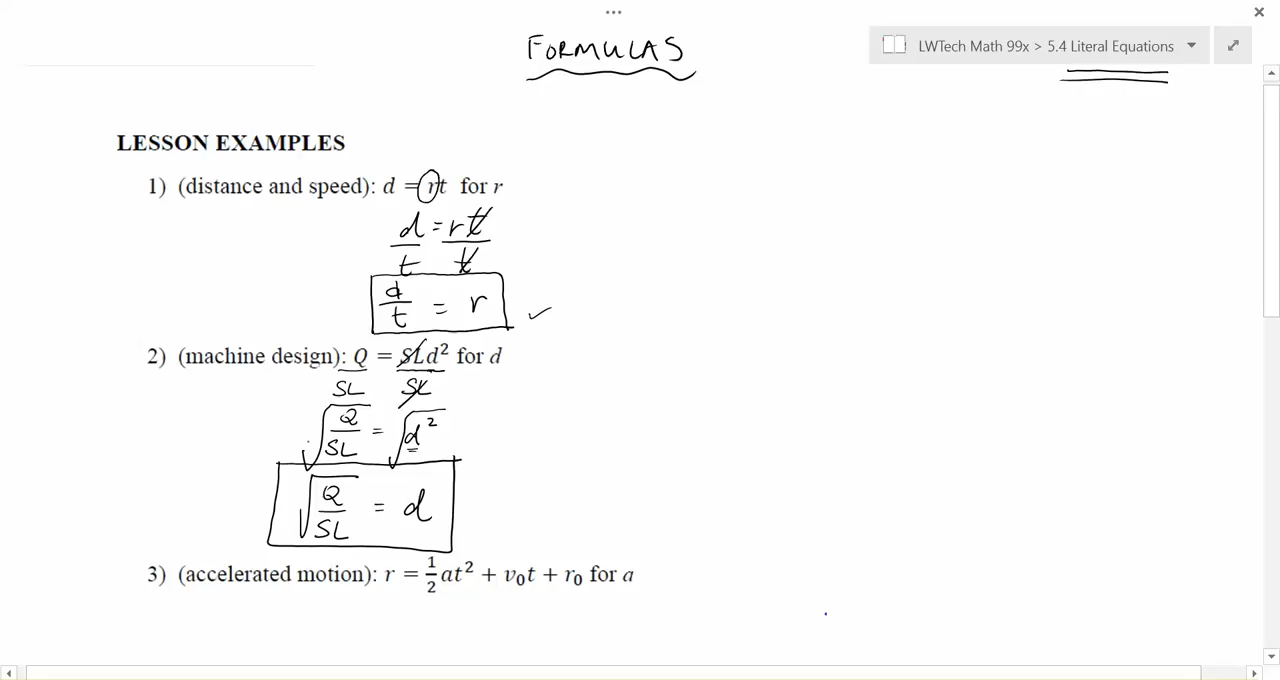 FORMULAS
LWTech Math 99x > 5.4 Literal Equations
LESSON EXAMPLES
1) (distance and speed): d = rt for r
d/t = rt/t
d/t = r ✓
2) (machine design): Q = SLd² for d
SL SL
√(Q/SL) = √d²
√(Q/SL) = d
3) (accelerated motion): r = ½at² + v₀t + r₀ for a